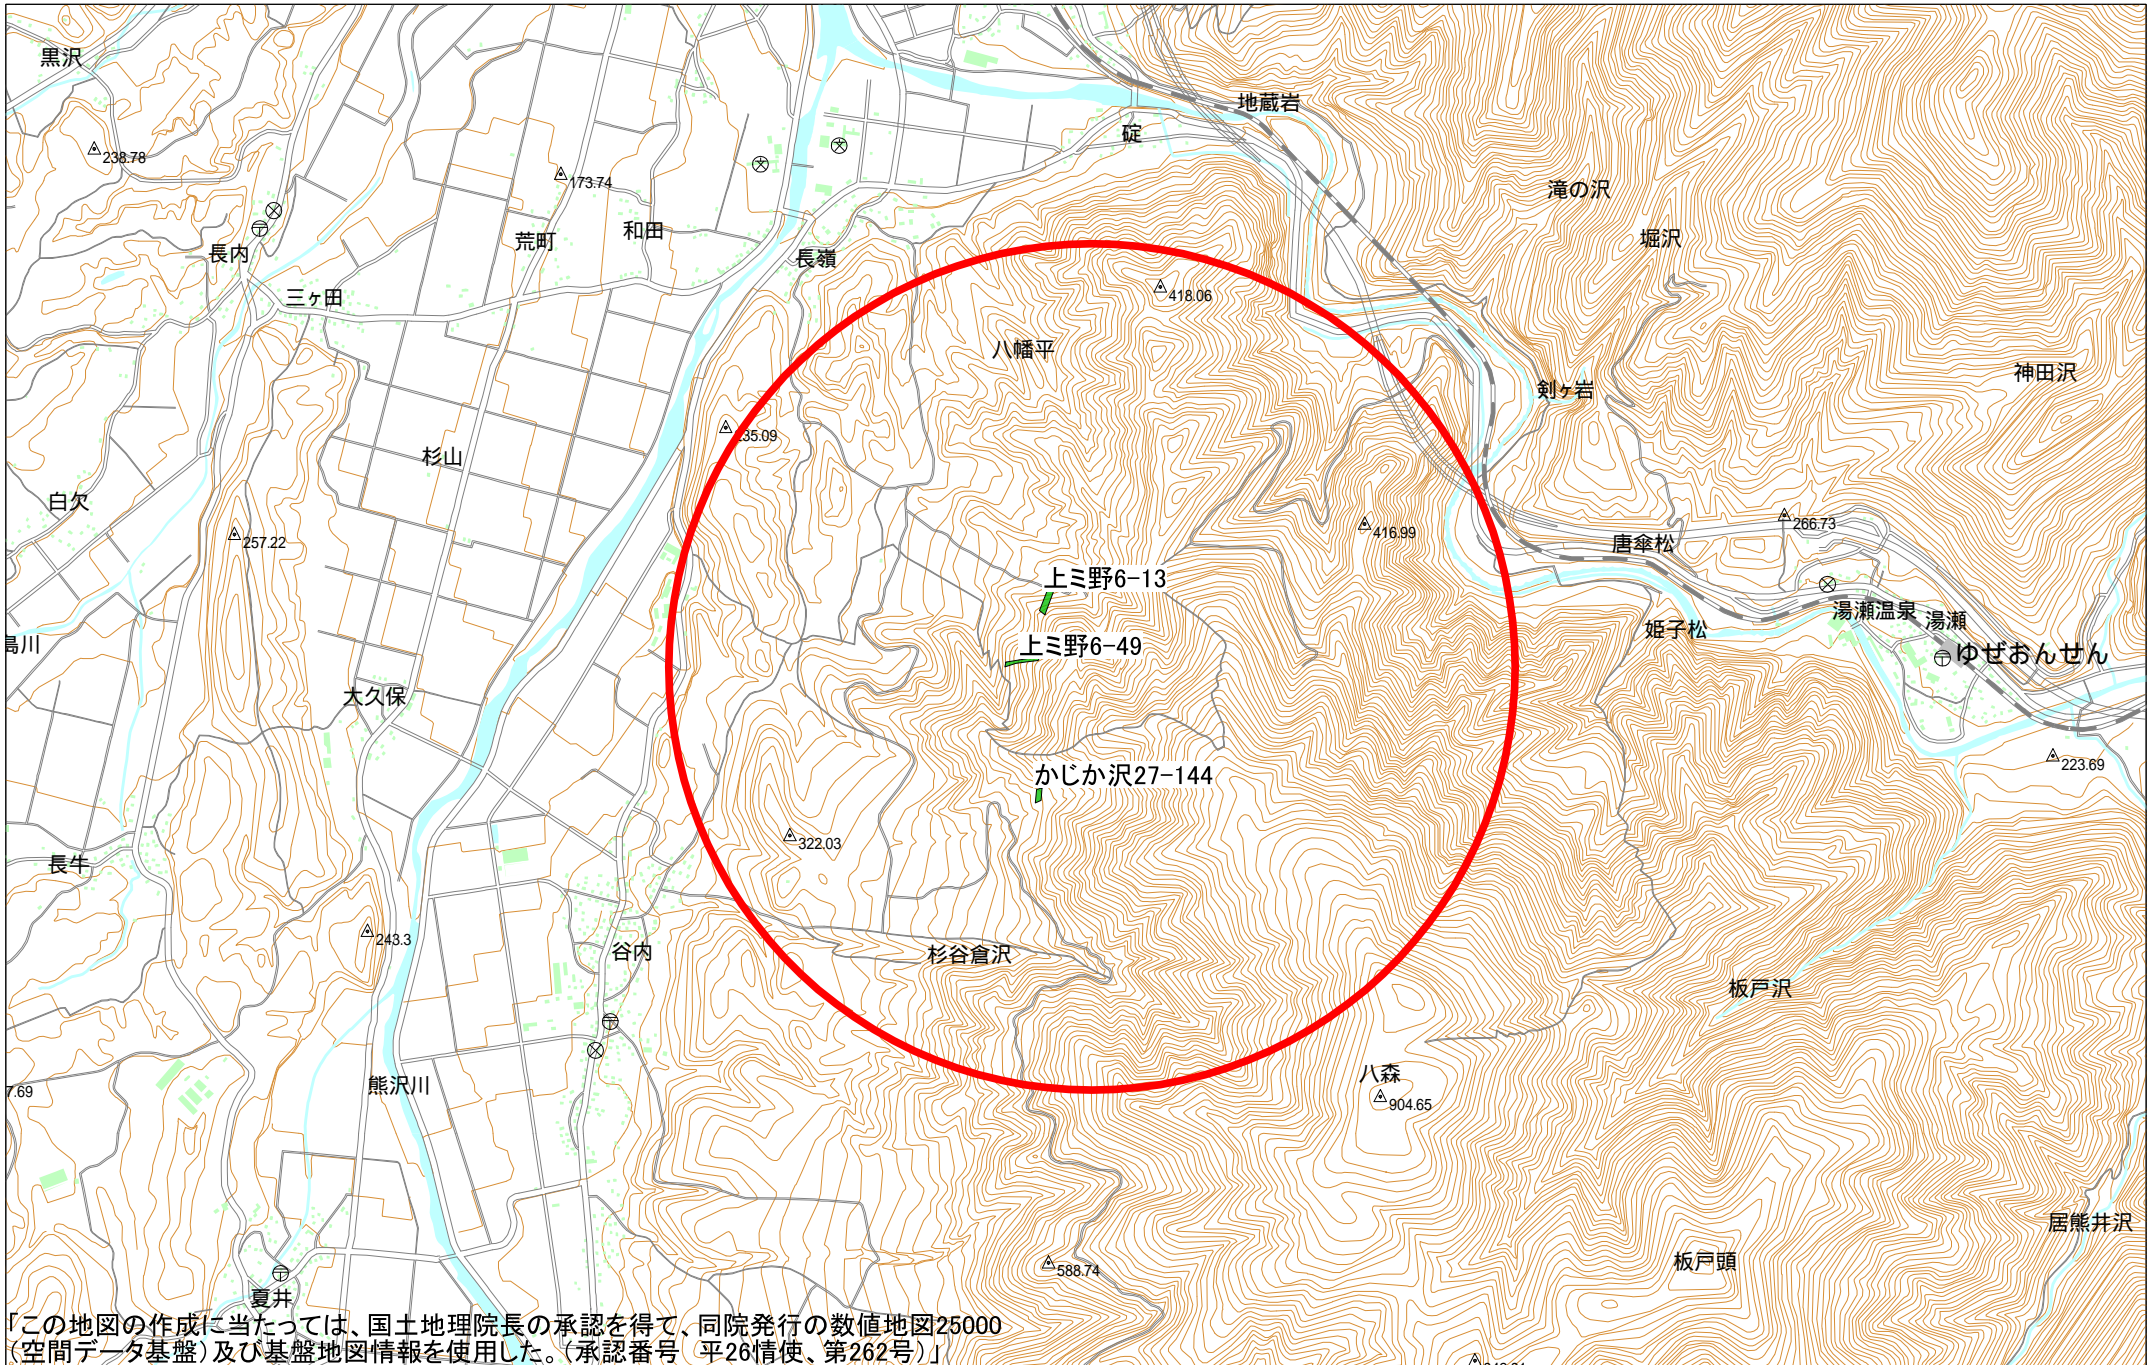 黒沢
地蔵岩
碇
238.78
173.74
滝の沢
堀沢
長内
荒町
和田
長嶺
三ヶ田
418.06
八幡平
神田沢
剣ヶ岩
235.09
杉山
白欠
257.22
416.99
266.73
唐傘松
上ミ野6-13
湯瀬温泉
湯瀬
姫子松
島川
上ミ野6-49
ゆぜおんせん
大久保
223.69
かじか沢27-144
322.03
長牛
243.3
谷内
杉谷倉沢
板戸沢
熊沢川
八森
7.69
904.65
居熊井沢
588.74
板戸頭
夏井
「この地図の作成に当たっては、国土地理院長の承認を得て、同院発行の数値地図25000
（空間データ基盤）及び基盤地図情報を使用した。（承認番号　平26情使、第262号）」